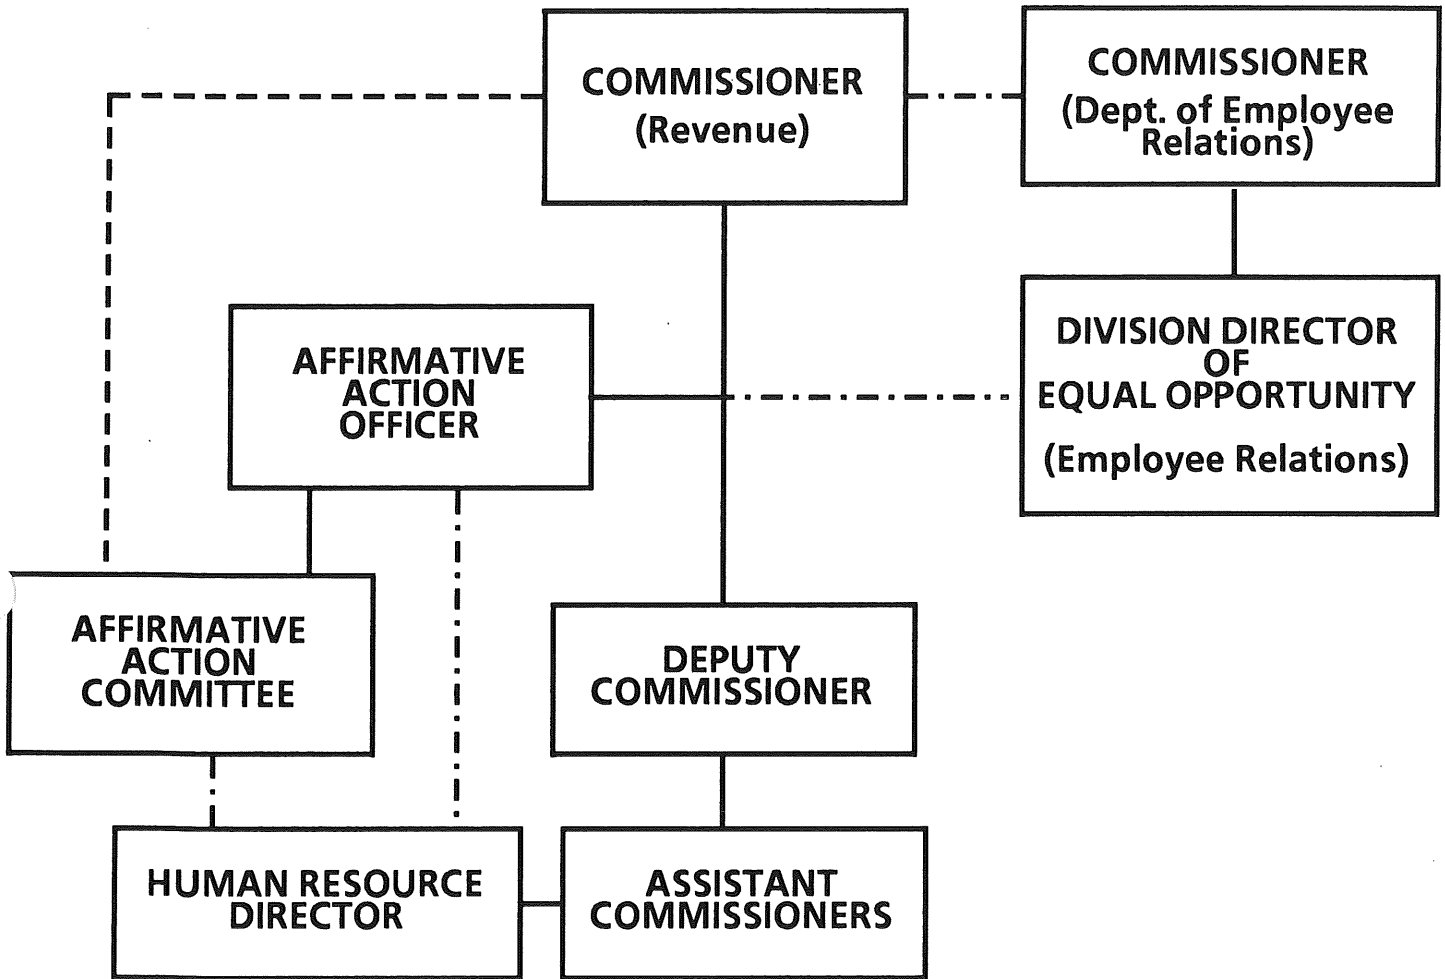 COMMISSIONER
(Revenue)
COMMISSIONER
(Dept. of Employee
Relations)
AFFIRMATIVE
ACTION
OFFICER
DIVISION DIRECTOR
OF
EQUAL OPPORTUNITY
(Employee Relations)
AFFIRMATIVE
ACTION
COMMITTEE
DEPUTY
COMMISSIONER
HUMAN RESOURCE
DIRECTOR
ASSISTANT
COMMISSIONERS